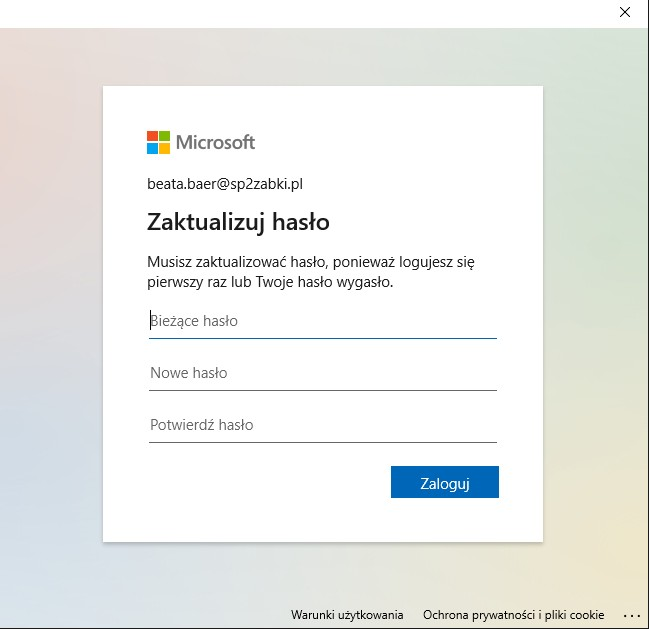 Microsoft
beata.baer@sp2zabki.pl
Zaktualizuj hasło
Musisz zaktualizować hasło, ponieważ logujesz się
pierwszy raz lub Twoje hasło wygasło.
Bieżące hasło
Nowe hasło
Potwierdź hasło
Zaloguj
Warunki użytkowania Ochrona prywatności i pliki cookie ...